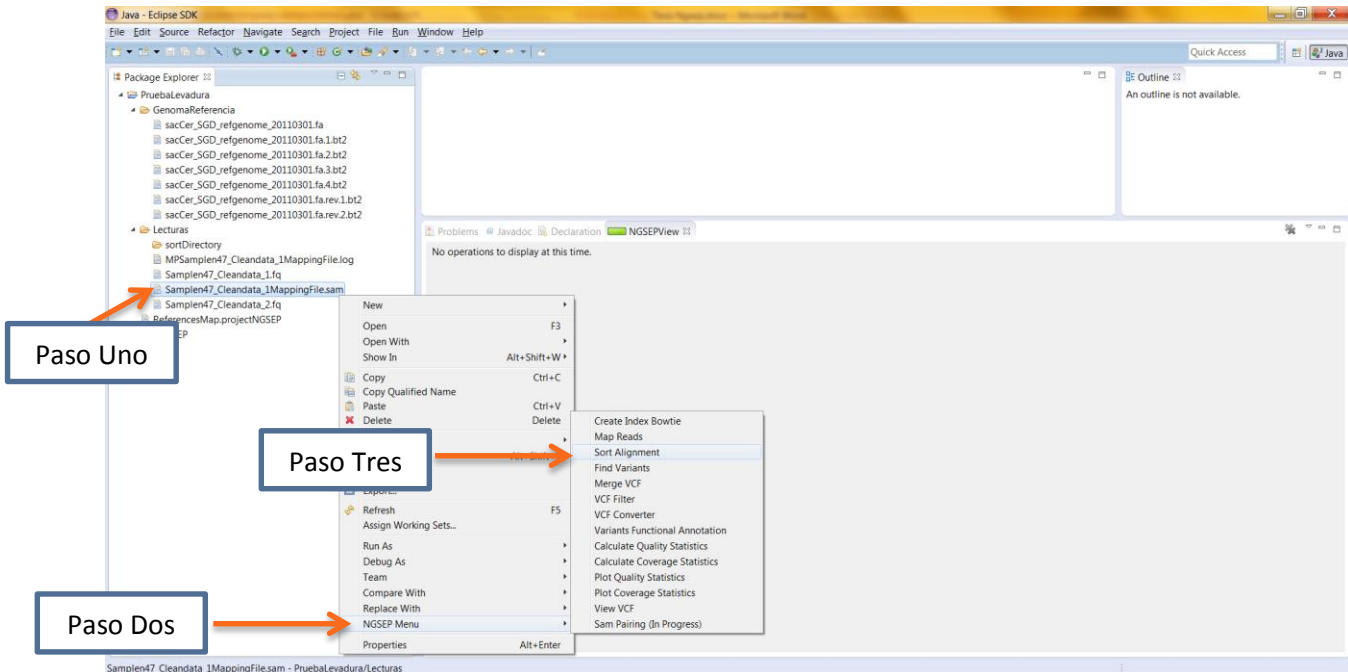 Java - Eclipse SDK
File Edit Source Refactor Navigate Search Project File Run Window Help
Quick Access
Java
Package Explorer
PruebaLevadura
GenomaReferencia
sacCer_SGD_refgenome_20110301.fa
sacCer_SGD_refgenome_20110301.fa.1.bt2
sacCer_SGD_refgenome_20110301.fa.2.bt2
sacCer_SGD_refgenome_20110301.fa.3.bt2
sacCer_SGD_refgenome_20110301.fa.4.bt2
sacCer_SGD_refgenome_20110301.fa.rev.1.bt2
sacCer_SGD_refgenome_20110301.fa.rev.2.bt2
Lecturas
sortDirectory
MPSamplen47_Cleandata_1MappingFile.log
Samplen47_Cleandata_1.fq
Samplen47_Cleandata_1MappingFile.sam
Samplen47_Cleandata_2.fq
ReferencesMap.projectNGSEP
Outline
An outline is not available.
Problems Javadoc Declaration NGSEPView
No operations to display at this time.
Paso Uno
New
Open F3
Open With
Show In Alt+Shift+W
Copy Ctrl+C
Copy Qualified Name
Paste Ctrl+V
Delete Delete
Paso Tres
Export...
Refresh F5
Assign Working Sets...
Run As
Debug As
Team
Compare With
Replace With
NGSEP Menu
Properties Alt+Enter
Paso Dos
Create Index Bowtie
Map Reads
Sort Alignment
Find Variants
Merge VCF
VCF Filter
VCF Converter
Variants Functional Annotation
Calculate Quality Statistics
Calculate Coverage Statistics
Plot Quality Statistics
Plot Coverage Statistics
View VCF
Sam Pairing (In Progress)
Samplen47_Cleandata_1MappingFile.sam - PruebaLevadura/Lecturas